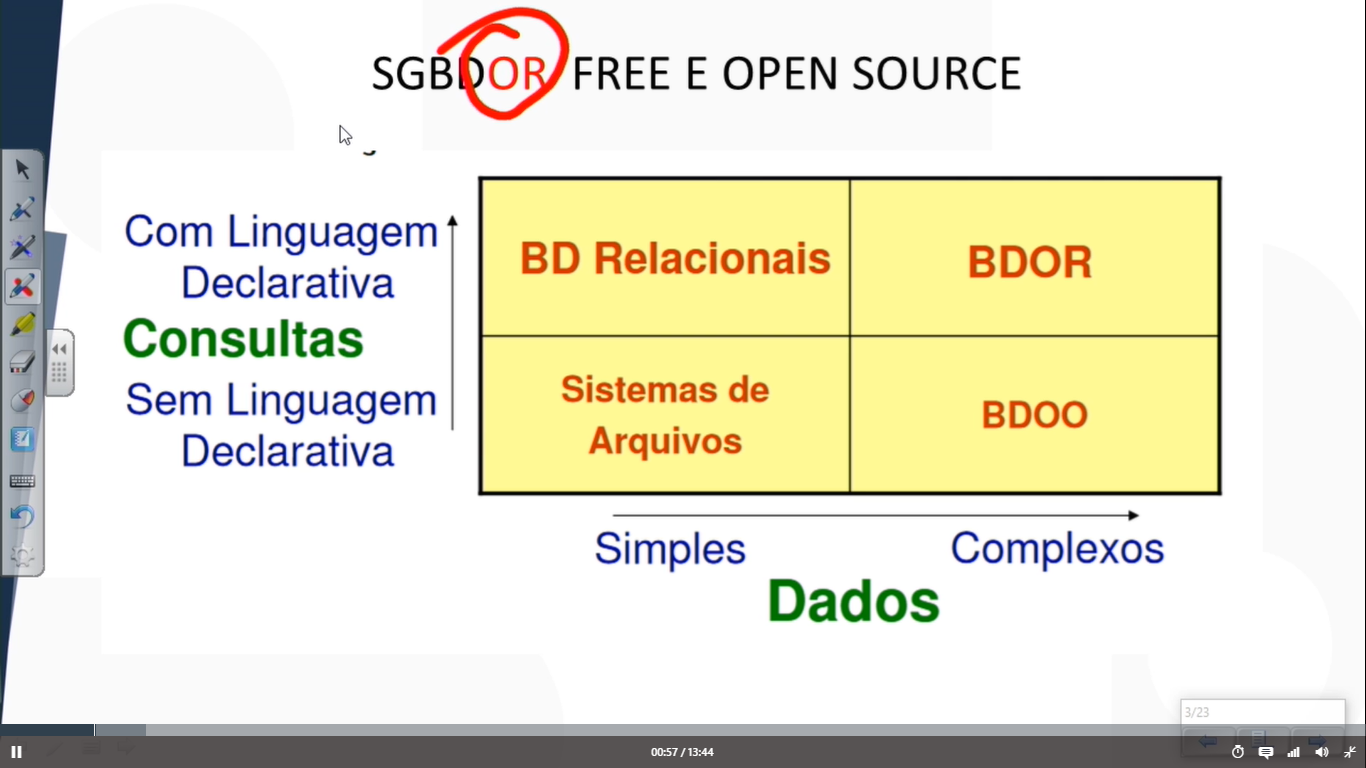 SGBDOR FREE E OPEN SOURCE
Com Linguagem
Declarativa
Consultas
Sem Linguagem
Declarativa
BD Relacionais
BDOR
Sistemas de
Arquivos
BDOO
Simples
Complexos
Dados
3/23
00:57 / 13:44